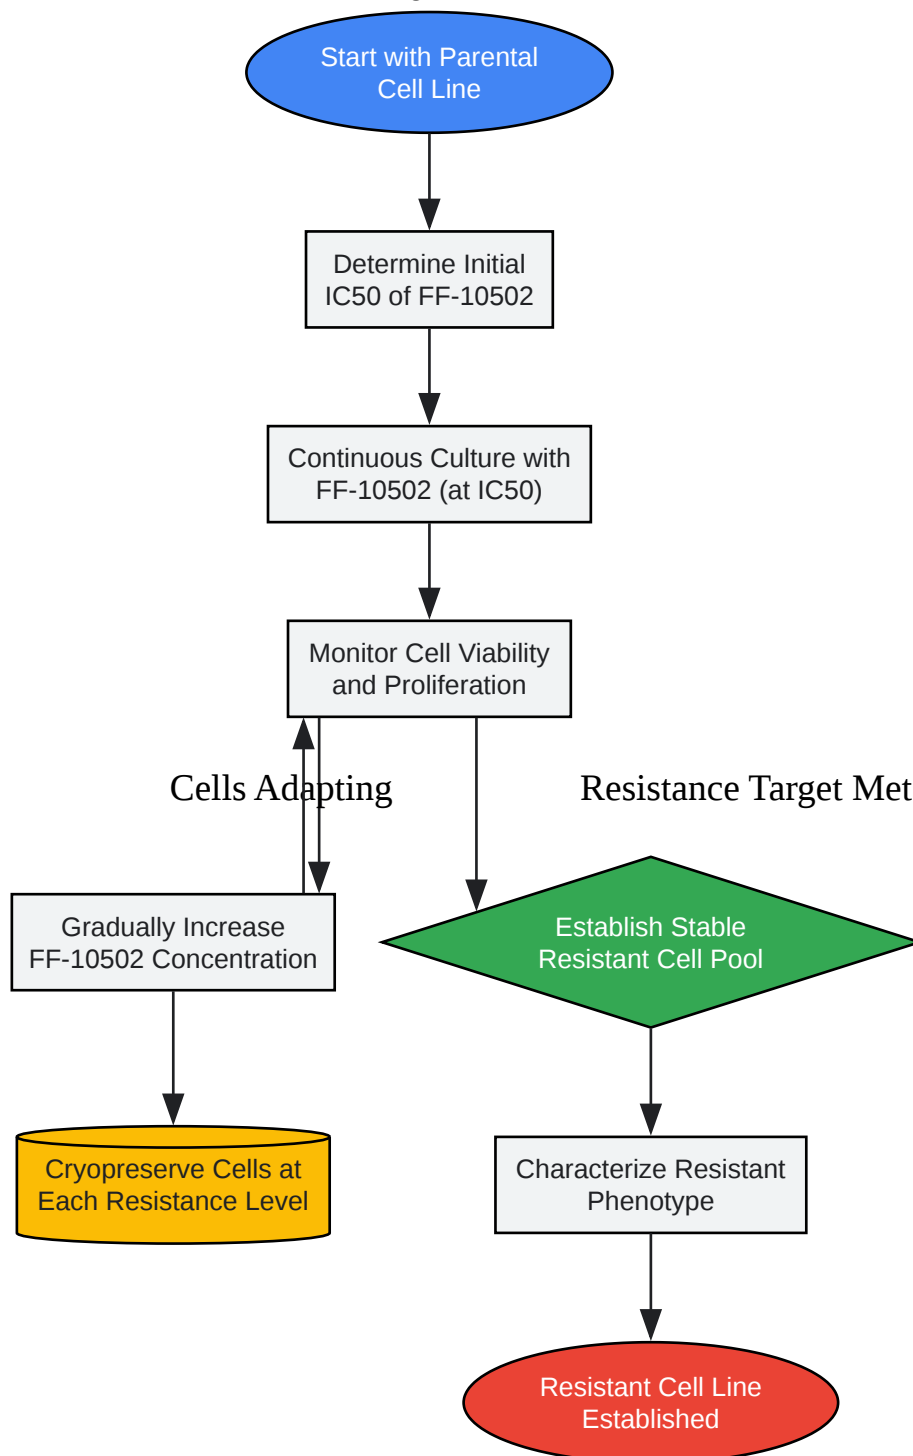 Start with Parental
Cell Line
Determine Initial
IC50 of FF-10502
Continuous Culture with
FF-10502 (at IC50)
Monitor Cell Viability
and Proliferation
Cells Adapting
Resistance Target Met
Gradually Increase
FF-10502 Concentration
Establish Stable
Resistant Cell Pool
Cryopreserve Cells at
Each Resistance Level
Characterize Resistant
Phenotype
Resistant Cell Line
Established